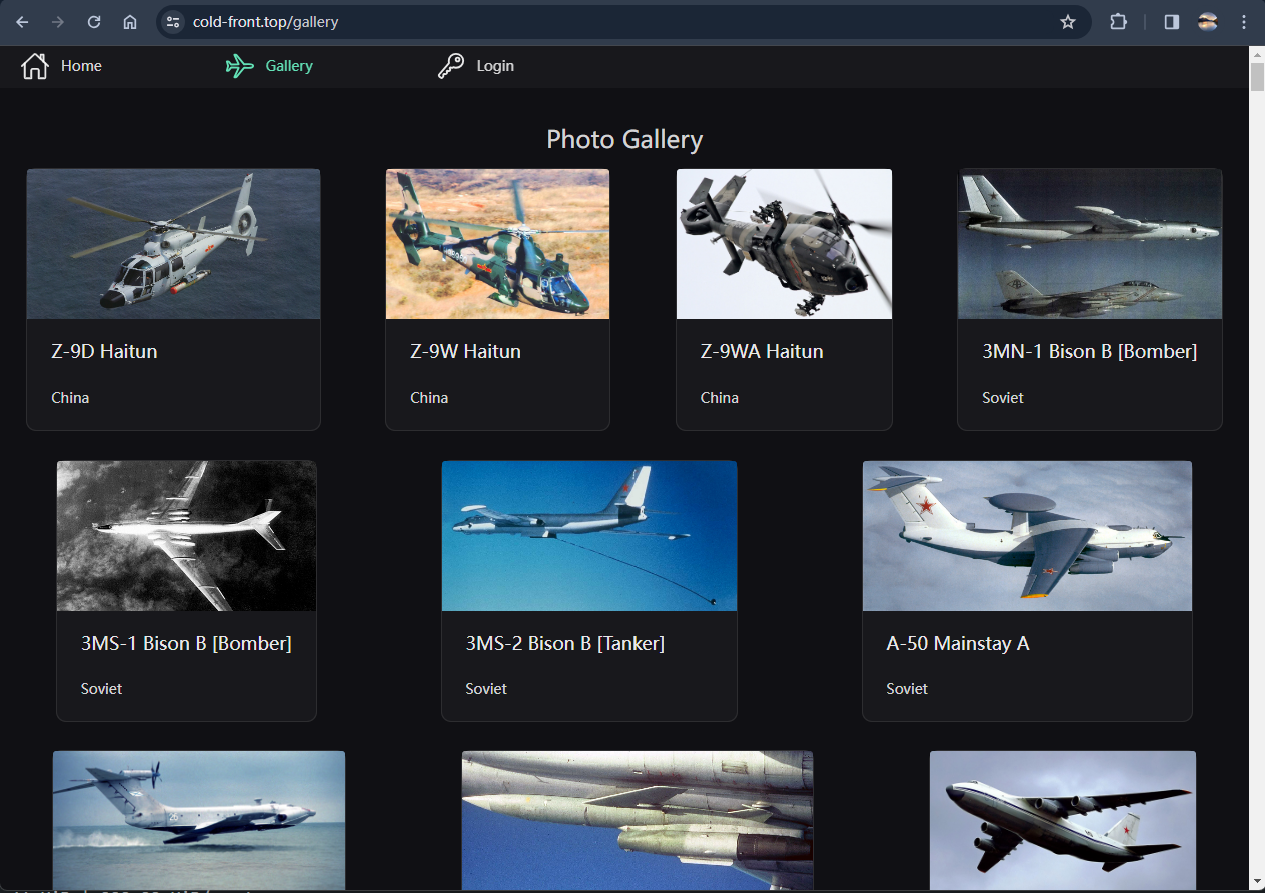 cold-front.top/gallery
Home Gallery Login
Photo Gallery
Z-9D Haitun
China
Z-9W Haitun
China
Z-9WA Haitun
China
3MN-1 Bison B [Bomber]
Soviet
3MS-1 Bison B [Bomber]
Soviet
3MS-2 Bison B [Tanker]
Soviet
A-50 Mainstay A
Soviet